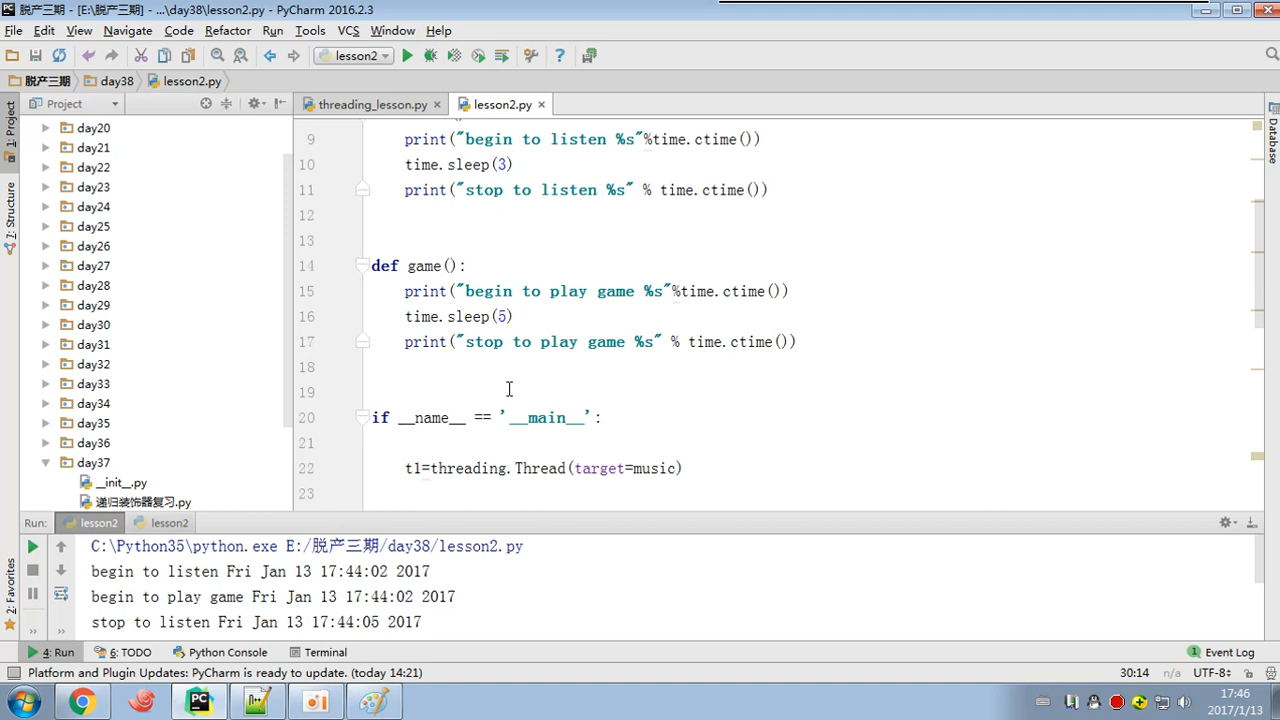 脱产三期 - [E:\脱产三期] - ...\day38\lesson2.py - PyCharm 2016.2.3
File Edit View Navigate Code Refactor Run Tools VCS Window Help
lesson2
脱产三期 day38 lesson2.py
1: Project
7: Structure
2: Favorites
Project
threading_lesson.py lesson2.py
Database
day20
day21
day22
day23
day24
day25
day26
day27
day28
day29
day30
day31
day32
day33
day34
day35
day36
day37
__init__.py
递归装饰器复习.py
9 print("begin to listen %s"%time.ctime())
10 time.sleep(3)
11 print("stop to listen %s" % time.ctime())
12
13
14 def game():
15 print("begin to play game %s"%time.ctime())
16 time.sleep(5)
17 print("stop to play game %s" % time.ctime())
18
19
20 if __name__ == '__main__':
21
22 t1=threading.Thread(target=music)
23
Run: lesson2 lesson2
C:\Python35\python.exe E:/脱产三期/day38/lesson2.py
begin to listen Fri Jan 13 17:44:02 2017
begin to play game Fri Jan 13 17:44:02 2017
stop to listen Fri Jan 13 17:44:05 2017
4: Run 6: TODO Python Console Terminal 1 Event Log
Platform and Plugin Updates: PyCharm is ready to update. (today 14:21) 30:14 n/a UTF-8
17:46
2017/1/13